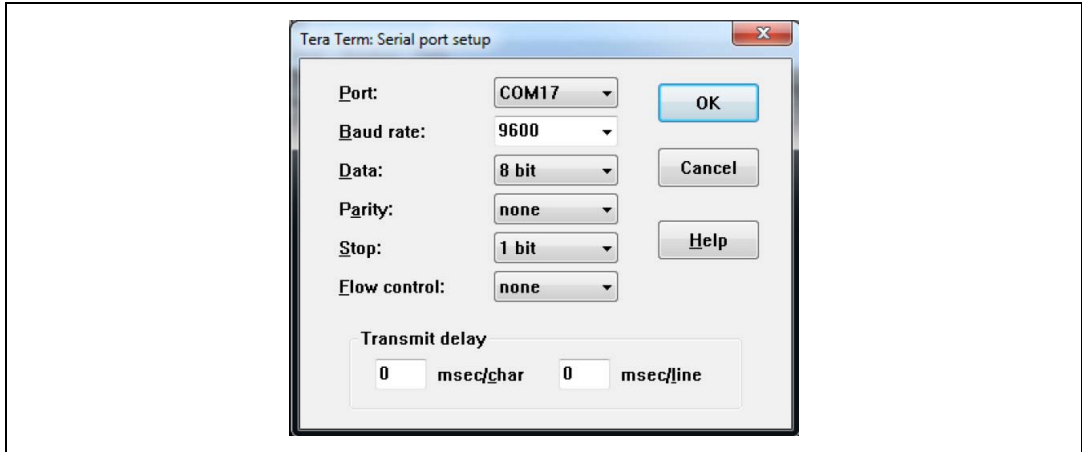 Tera Term: Serial port setup
Port: COM17 OK
Baud rate: 9600
Data: 8 bit Cancel
Parity: none
Stop: 1 bit Help
Flow control: none
Transmit delay
0 msec/char 0 msec/line